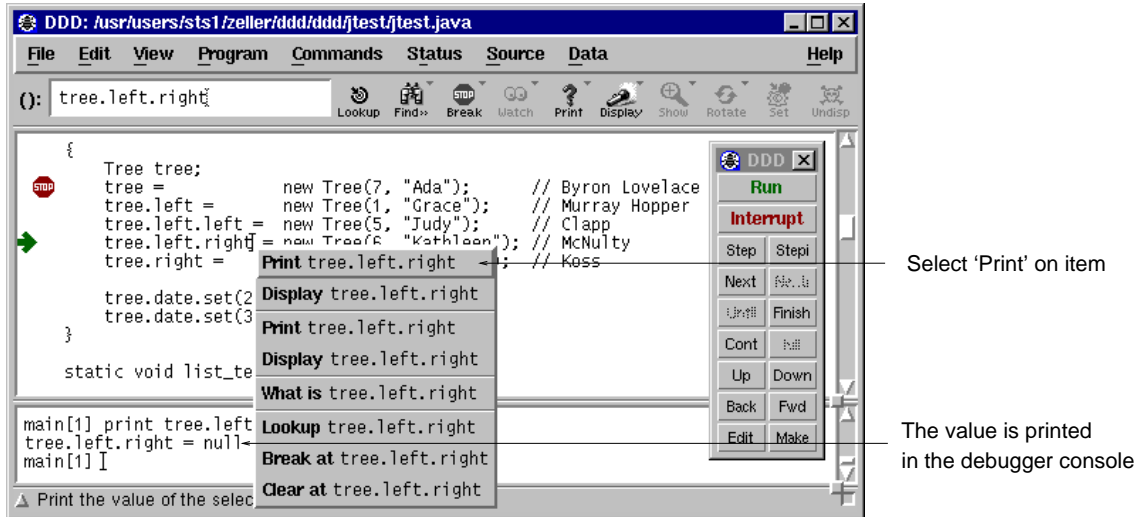 DDD: /usr/users/sts1/zeller/ddd/ddd/jtest/jtest.java
File Edit View Program Commands Status Source Data Help
(): tree.left.right
Lookup Find» Break Watch Print Display Show Rotate Set Undisp
{
Tree tree;
STOP tree = new Tree(7, "Ada"); // Byron Lovelace
tree.left = new Tree(1, "Grace"); // Murray Hopper
tree.left.left = new Tree(5, "Judy"); // Clapp
tree.left.right = new Tree(6, "Kathleen"); // McNulty
tree.right = ; // Koss
tree.date.set(2
tree.date.set(3
}
static void list_te
Print tree.left.right
Display tree.left.right
Print tree.left.right
Display tree.left.right
What is tree.left.right
Lookup tree.left.right
Break at tree.left.right
Clear at tree.left.right
DDD
Run
Interrupt
Step Stepi
Next
Until Finish
Cont Kill
Up Down
Back Fwd
Edit Make
main[1] print tree.left
tree.left.right = null
main[1]
Print the value of the selec
Select ‘Print’ on item
The value is printed
in the debugger console